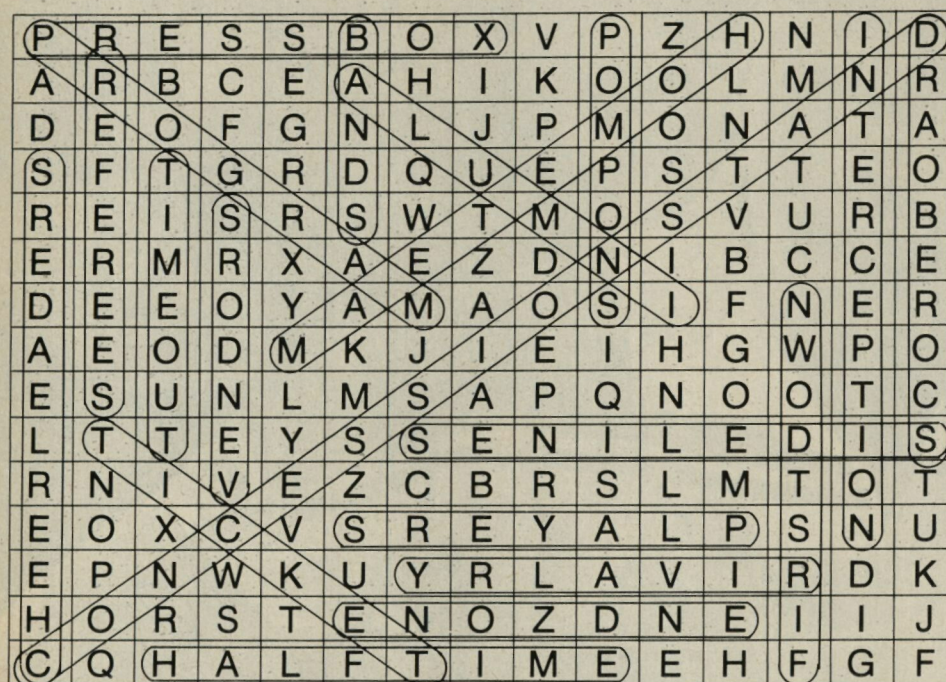 P R E S S B O X V P Z H N I D
A R B C E A H I K O O L M N R
D E O F G N L J P M O N A T A
S F T G R D Q U E P S T T E O
R E I S R S W T M O S V U R B
E R M R X A E Z D N I B C C E
D E E O Y A M A O S I F N E R
A E O D M K J I E I H G W P O
E S U N L M S A P Q N O O T C
L T T E Y S S E N I L E D I S
R N I V E Z C B R S L M T O T
E O X C V S R E Y A L P S N U
E P N W K U Y R L A V I R D K
H O R S T E N O Z D N E I I J
C Q H A L F T I M E E H F G F